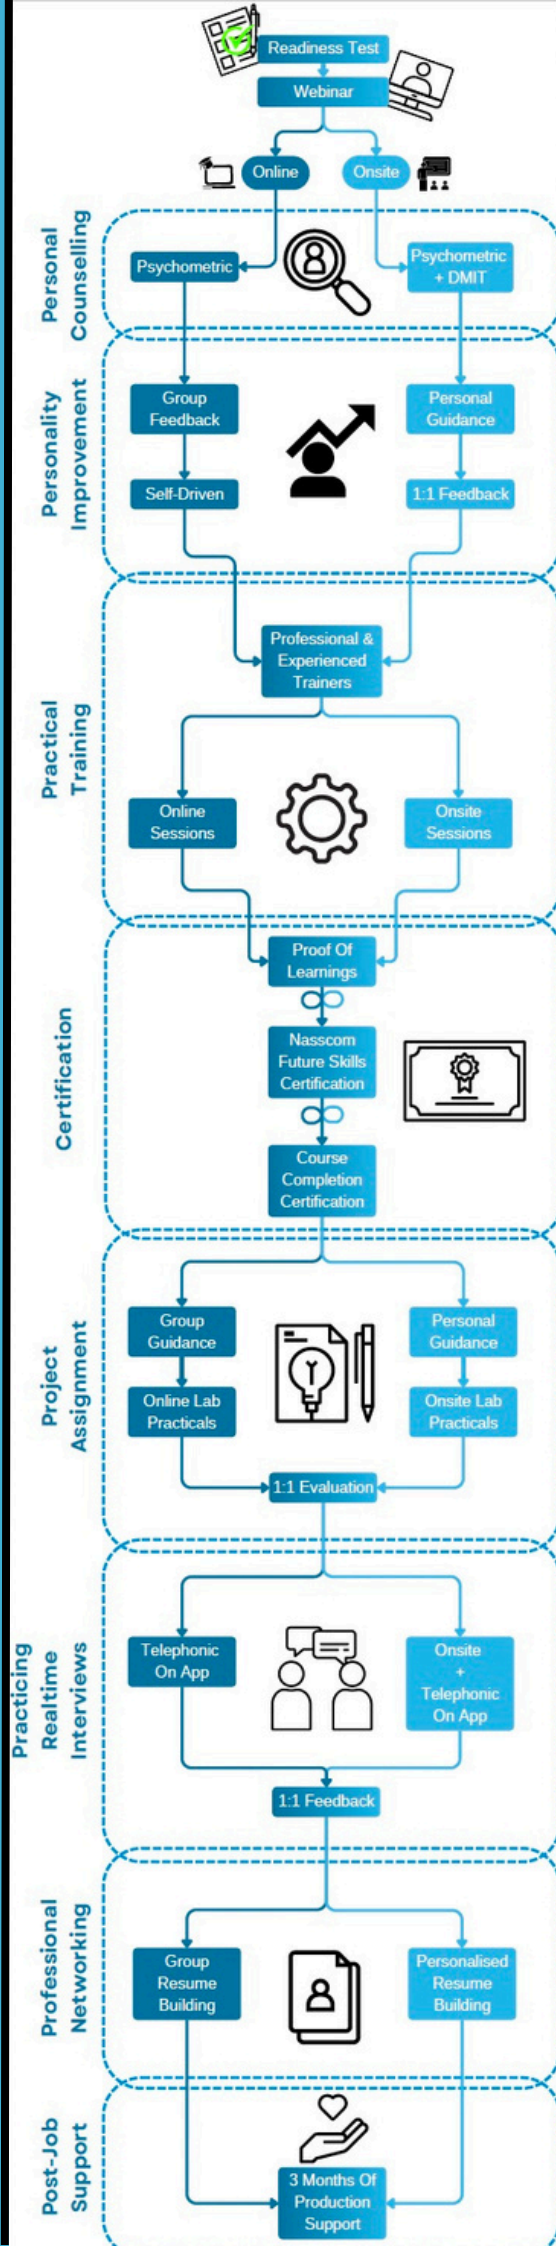 Readiness Test
Webinar
Online
Onsite
Personal
Counselling
Psychometric
Psychometric
+ DMIT
Personality
Improvement
Group
Feedback
Personal
Guidance
Self-Driven
1:1 Feedback
Practical
Training
Professional &
Experienced
Trainers
Online
Sessions
Onsite
Sessions
Certification
Proof Of
Learnings
Nasscom
Future Skills
Certification
Course
Completion
Certification
Project
Assignment
Group
Guidance
Personal
Guidance
Online Lab
Practicals
Onsite Lab
Practicals
1:1 Evaluation
Practicing
Realtime
Interviews
Telephonic
On App
Onsite
+
Telephonic
On App
1:1 Feedback
Professional
Networking
Group
Resume
Building
Personalised
Resume
Building
Post-Job
Support
3 Months Of
Production
Support